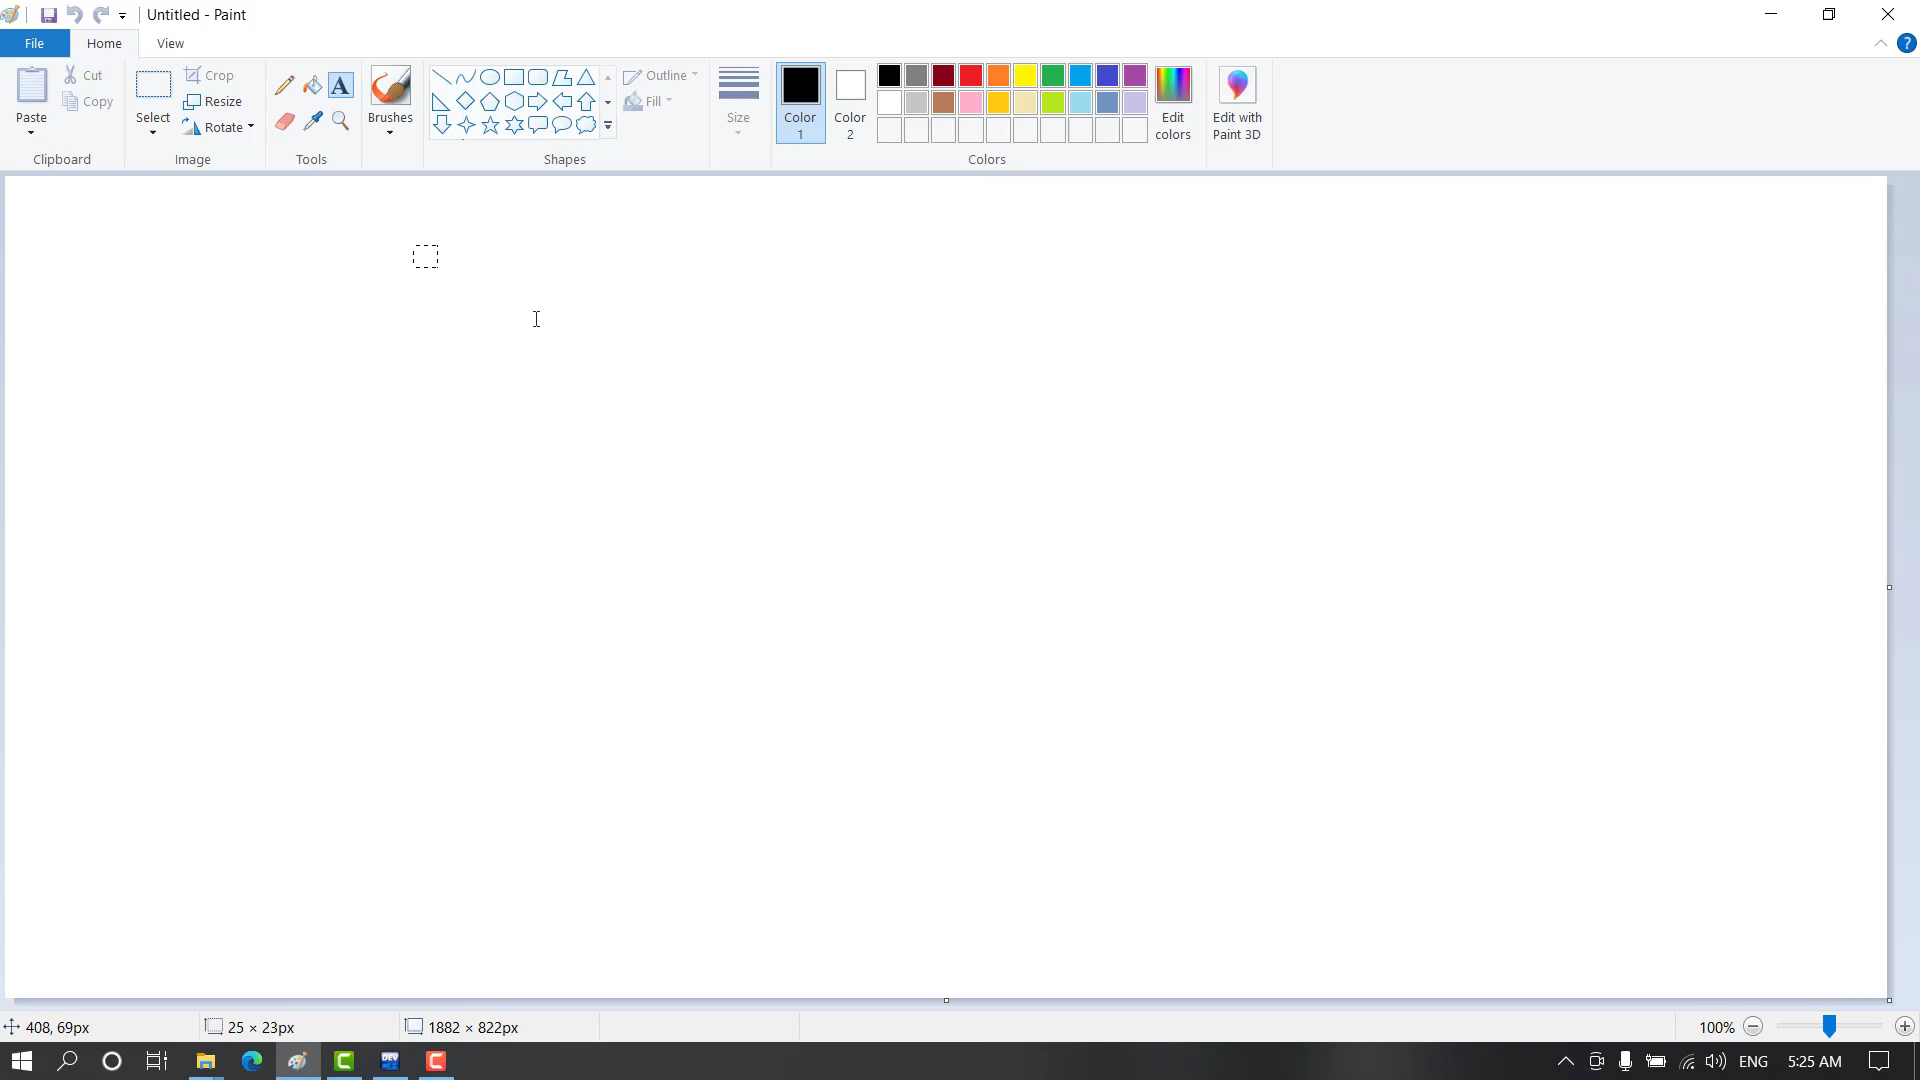 Untitled - Paint
File
Home
View
?
Paste
Cut
Copy
Clipboard
Select
Crop
Resize
Rotate
Image
A
Tools
Brushes
Shapes
Outline
Fill
Size
Color
1
Color
2
Colors
Edit
colors
Edit with
Paint 3D
408, 69px
25 × 23px
1882 × 822px
100%
DEV
ENG
5:25 AM